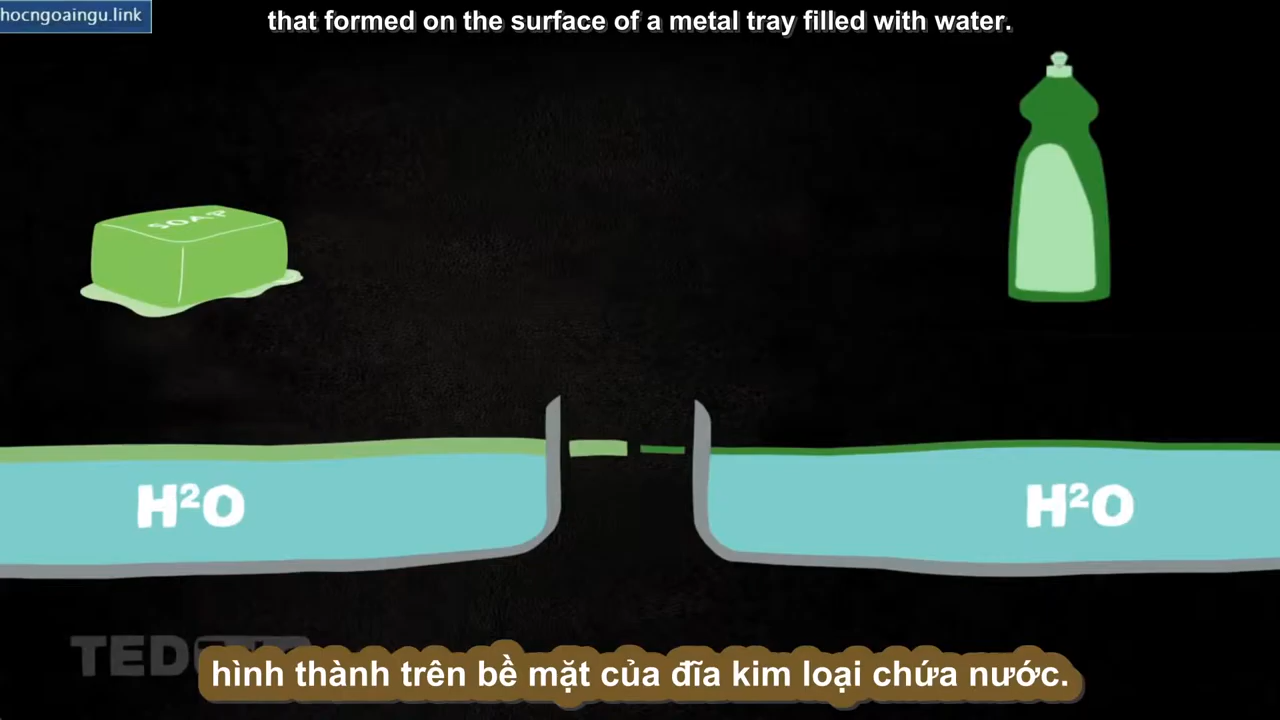 hocngoaingu.link
that formed on the surface of a metal tray filled with water.
SOAP
H²O
H²O
TED
hình thành trên bề mặt của đĩa kim loại chứa nước.